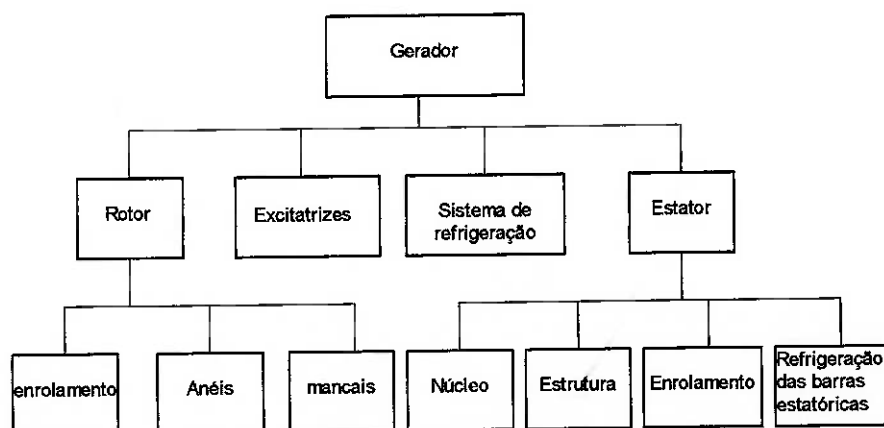 Gerador
Rotor
Excitatrizes
Sistema de
refrigeração
Estator
enrolamento
Anéis
mancais
Núcleo
Estrutura
Enrolamento
Refrigeração
das barras
estatóricas